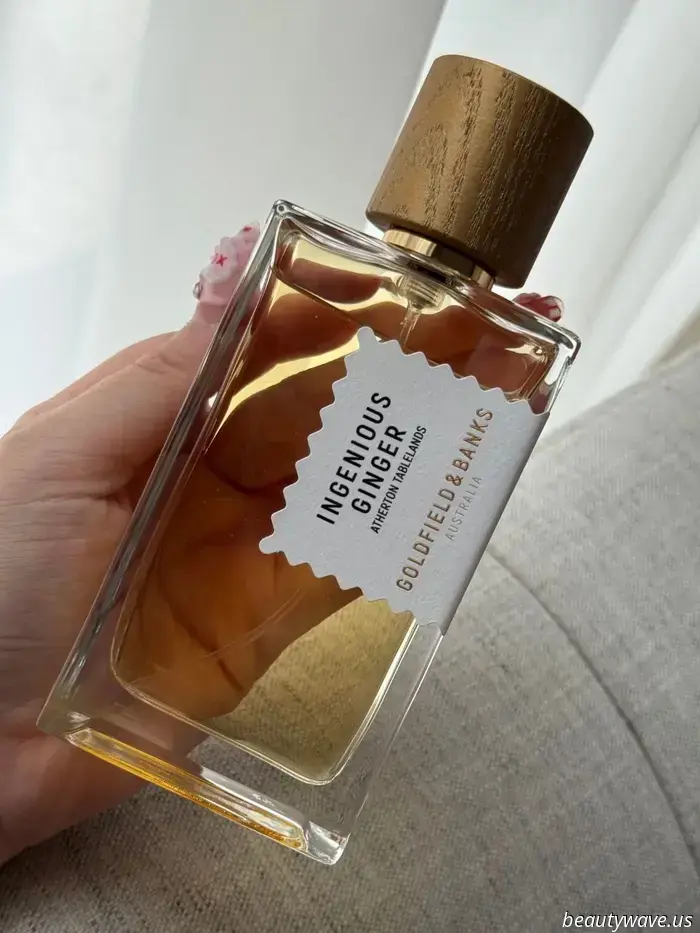 INGENIOUS
GINGER
ATHERTON TABLELANDS
GOLDFIELD & BANKS
AUSTRALIA
beautywave.us